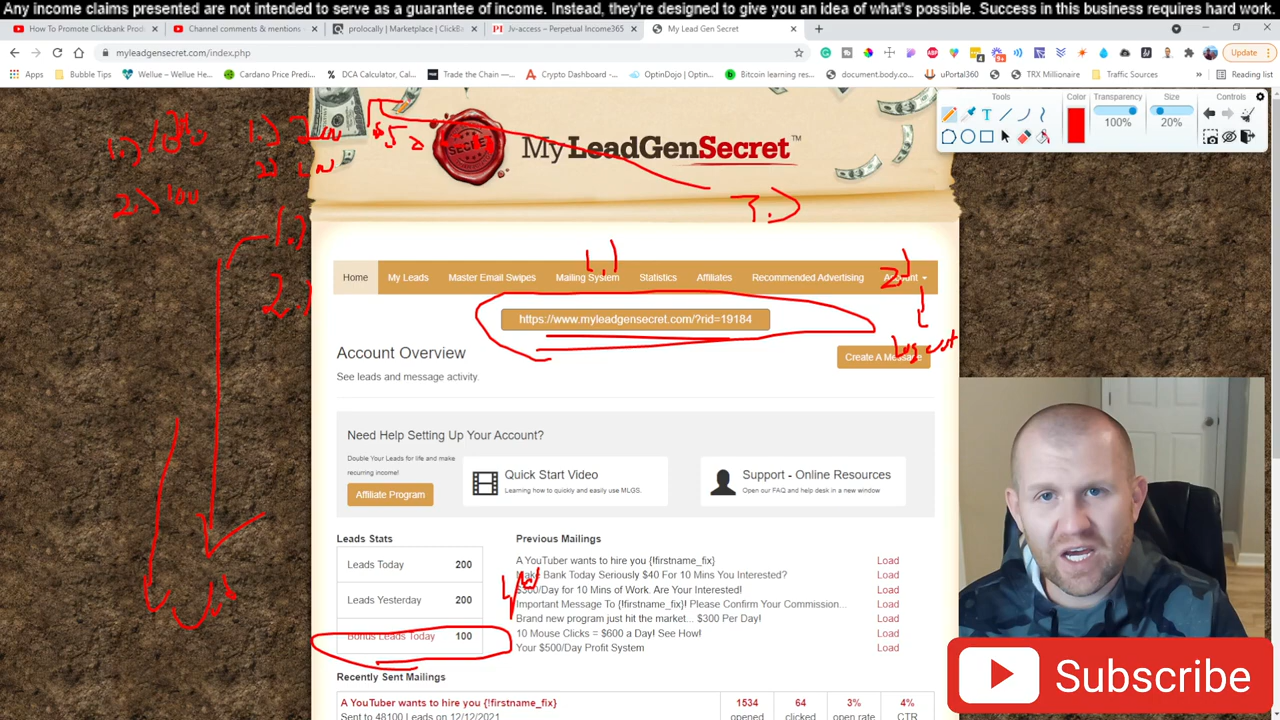 Any income claims presented are not intended to serve as a guarantee of income. Instead, they're designed to give you an idea of what's possible. Success in this business requires hard work.
How To Promote Clickbank Produc
Channel comments & mentions
prolocally | Marketplace | ClickBa
Jv-access – Perpetual Income365
My Lead Gen Secret
myleadgensecret.com/index.php
Update
Apps
Bubble Tips
Wellue – Wellue He...
Cardano Price Predi...
DCA Calculator, Cal...
Trade the Chain -...
Crypto Dashboard -...
OptinDojo
Bitcoin learning res...
document.body.co...
uPortal360
TRX Millionaire
Traffic Sources
Reading list
Tools
Color
Transparency
Size
Controls
100%
20%
SECRET
MyLeadGenSecret™
1.)
2.)
3.)
Home
My Leads
Master Email Swipes
Mailing System
Statistics
Affiliates
Recommended Advertising
https://www.myleadgensecret.com/?rid=19184
Account Overview
Create A Message
See leads and message activity.
Need Help Setting Up Your Account?
Double Your Leads for life and make recurring income!
Affiliate Program
Quick Start Video
Learning how to quickly and easily use MLGS.
Support - Online Resources
Open our FAQ and help desk in a new window
Leads Stats
Leads Today 200
Leads Yesterday 200
Bonus Leads Today 100
Previous Mailings
A YouTuber wants to hire you {!firstname_fix} Load
Make Bank Today Seriously $40 For 10 Mins You Interested? Load
$300/Day for 10 Mins of Work. Are Your Interested! Load
Important Message To {!firstname_fix}! Please Confirm Your Commission... Load
Brand new program just hit the market... $300 Per Day! Load
10 Mouse Clicks = $600 a Day! See How! Load
Your $500/Day Profit System Load
Recently Sent Mailings
A YouTuber wants to hire you {!firstname_fix}
Sent to 48100 Leads on 12/12/2021
1534 opened
64 clicked
3% open rate
4% CTR
Subscribe